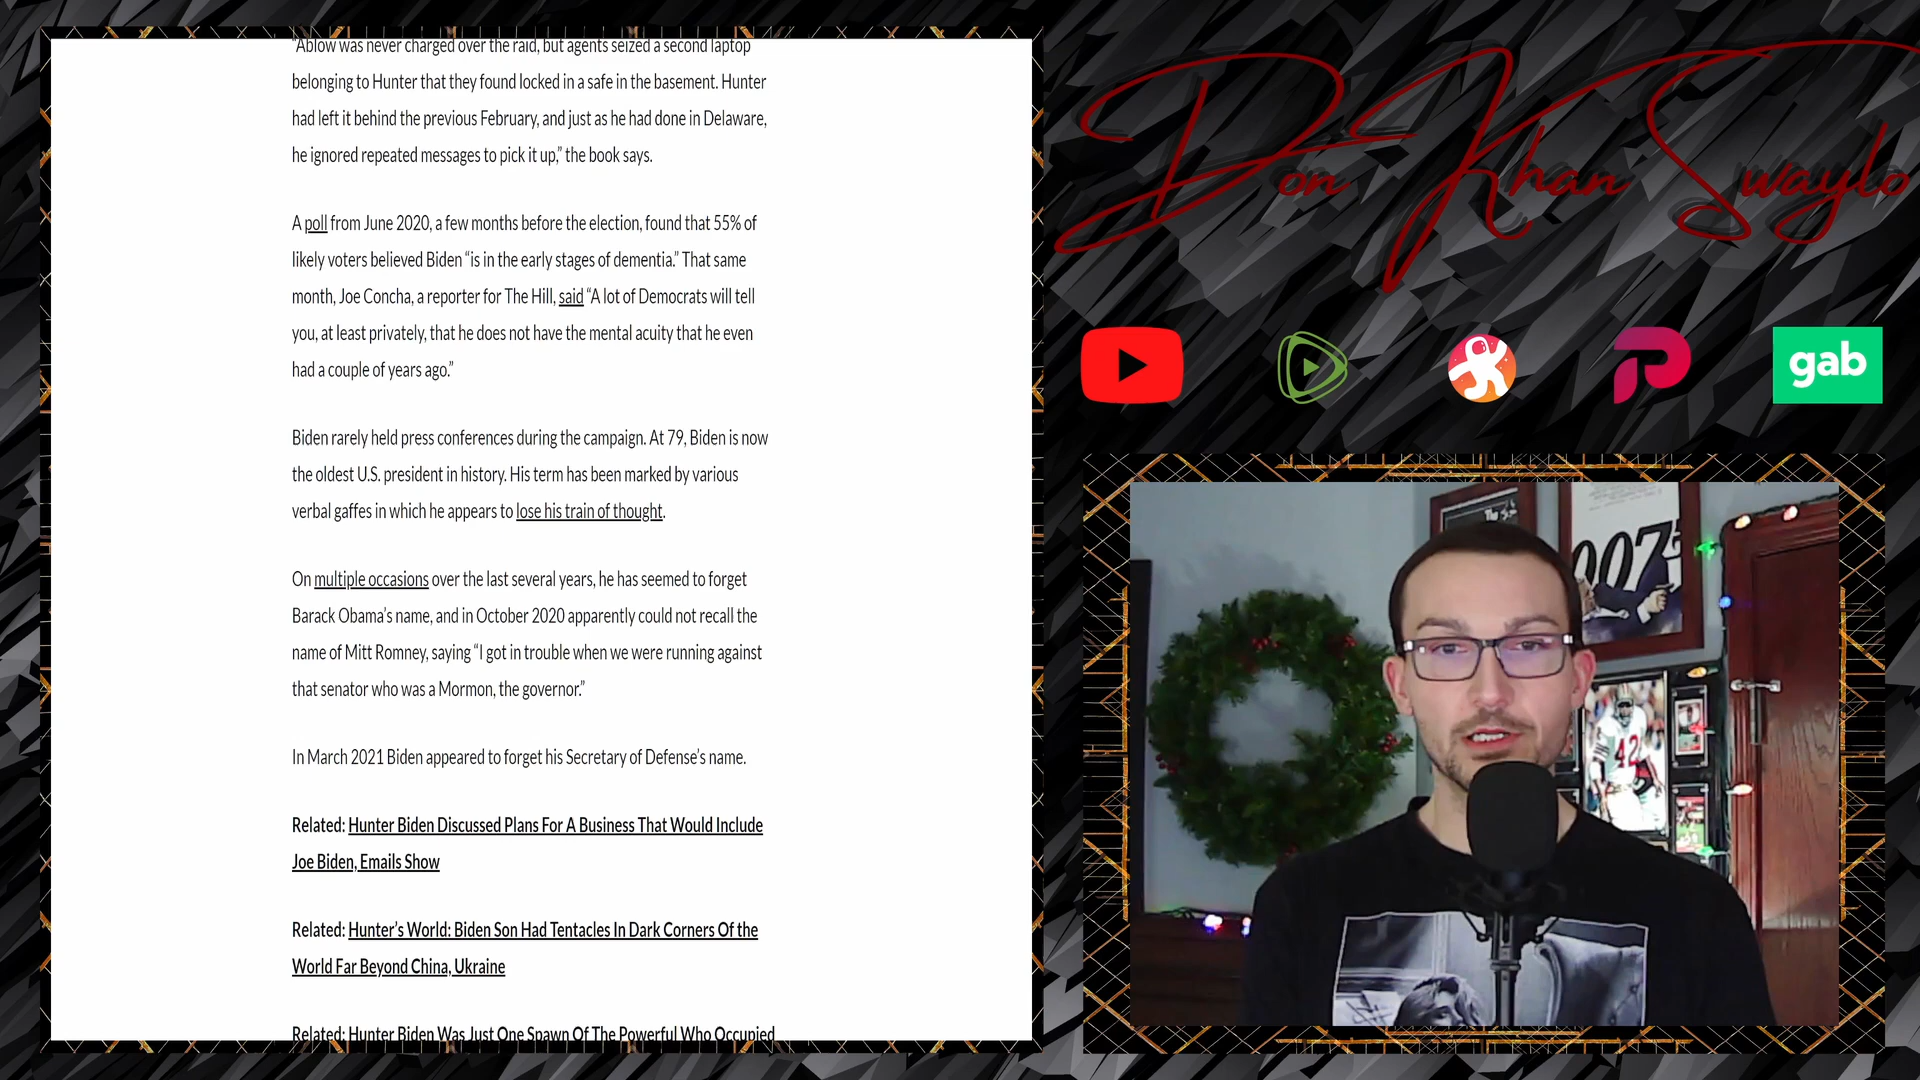 “Ablow was never charged over the raid, but agents seized a second laptop
belonging to Hunter that they found locked in a safe in the basement. Hunter
had left it behind the previous February, and just as he had done in Delaware,
he ignored repeated messages to pick it up,” the book says.
A poll from June 2020, a few months before the election, found that 55% of
likely voters believed Biden “is in the early stages of dementia.” That same
month, Joe Concha, a reporter for The Hill, said “A lot of Democrats will tell
you, at least privately, that he does not have the mental acuity that he even
had a couple of years ago.”
Biden rarely held press conferences during the campaign. At 79, Biden is now
the oldest U.S. president in history. His term has been marked by various
verbal gaffes in which he appears to lose his train of thought.
On multiple occasions over the last several years, he has seemed to forget
Barack Obama’s name, and in October 2020 apparently could not recall the
name of Mitt Romney, saying “I got in trouble when we were running against
that senator who was a Mormon, the governor.”
In March 2021 Biden appeared to forget his Secretary of Defense’s name.
Related: Hunter Biden Discussed Plans For A Business That Would Include
Joe Biden, Emails Show
Related: Hunter’s World: Biden Son Had Tentacles In Dark Corners Of the
World Far Beyond China, Ukraine
Related: Hunter Biden Was Just One Spawn Of The Powerful Who Occupied
Don Khan Swaylo
gab
007
42